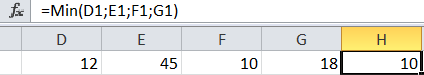 fx =Min(D1;E1;F1;G1)
D E F G H
12 45 10 18 10